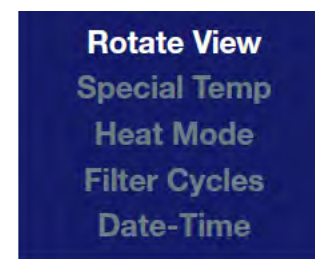 Rotate View
Special Temp
Heat Mode
Filter Cycles
Date-Time